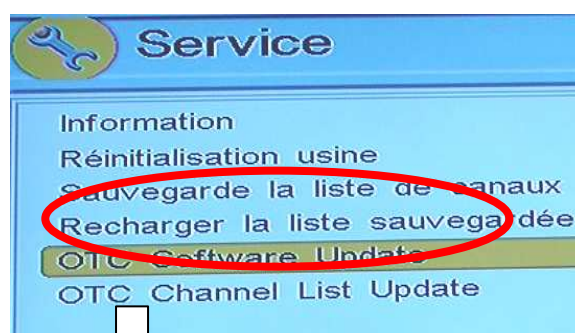 Service
Information
Réinitialisation usine
Sauvegarde la liste de canaux
Recharger la liste sauvegardée
OTC Software Update
OTC Channel List Update